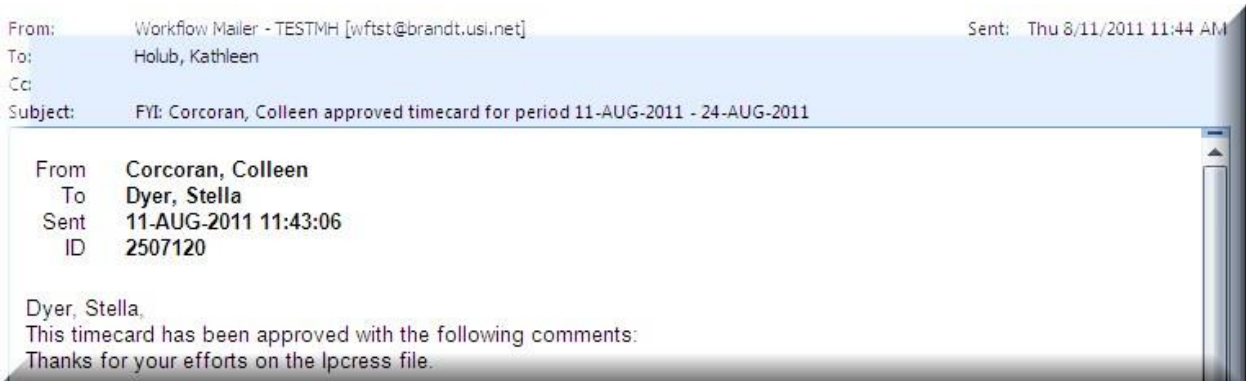 From: Workflow Mailer - TESTMH [wftst@brandt.usi.net] Sent: Thu 8/11/2011 11:44 AM
To: Holub, Kathleen
Cc:
Subject: FYI: Corcoran, Colleen approved timecard for period 11-AUG-2011 - 24-AUG-2011
From Corcoran, Colleen
To Dyer, Stella
Sent 11-AUG-2011 11:43:06
ID 2507120
Dyer, Stella,
This timecard has been approved with the following comments:
Thanks for your efforts on the Ipcress file.